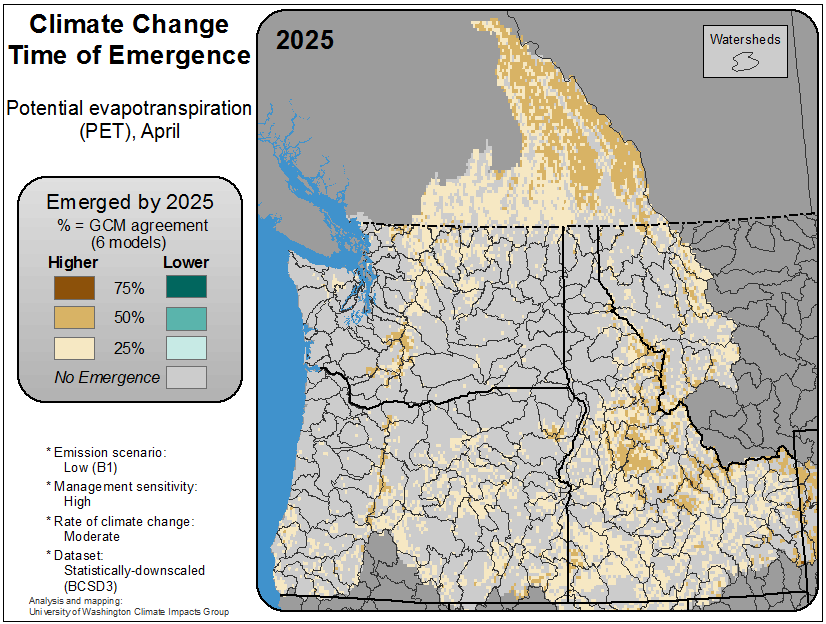 Climate Change
Time of Emergence
Potential evapotranspiration
(PET), April
Emerged by 2025
% = GCM agreement
(6 models)
Higher Lower
75%
50%
25%
No Emergence
* Emission scenario:
Low (B1)
* Management sensitivity:
High
* Rate of climate change:
Moderate
* Dataset:
Statistically-downscaled
(BCSD3)
Analysis and mapping:
University of Washington Climate Impacts Group
2025
Watersheds